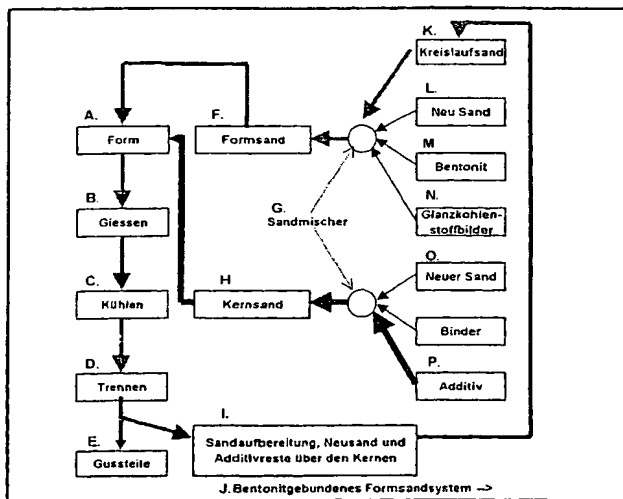 K.
Kreislaufsand
L.
Neu Sand
A.
Form
F.
Formsand
M
Bentonit
B.
Giessen
G.
Sandmischer
N.
Glanzkohlen-
stoffbilder
O.
Neuer Sand
C.
Kühlen
H
Kernsand
Binder
D.
Trennen
P.
Additiv
I.
Sandaufbereitung, Neusand und
Additivreste über den Kernen
E.
Gussteile
J. Bentonitgebundenes Formsandsystem -->